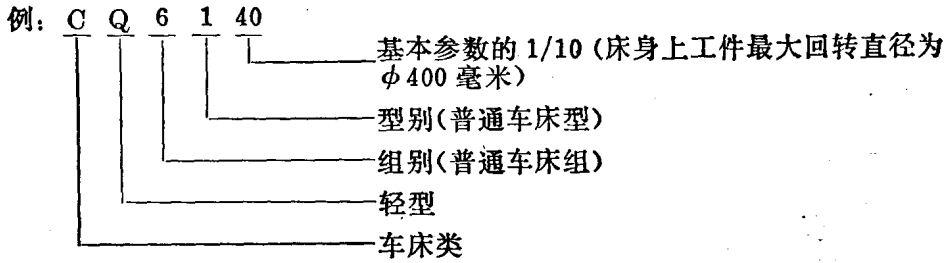 例: C Q 6 1 40
基本参数的 1/10 (床身上工件最大回转直径为
φ400 毫米)
型别(普通车床型)
组别(普通车床组)
轻型
车床类